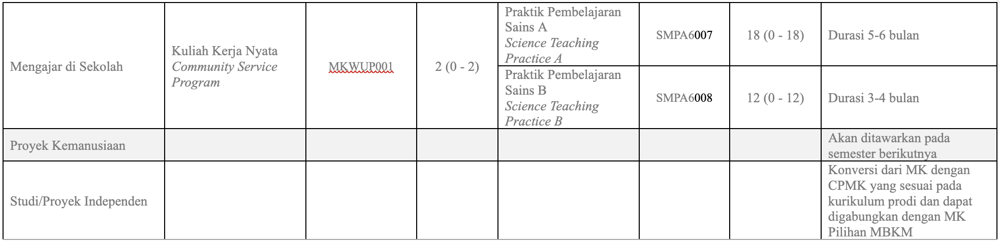 Mengajar di Sekolah
Kuliah Kerja Nyata
Community Service
Program
MKWUP001
2 (0 - 2)
Praktik Pembelajaran
Sains A
Science Teaching
Practice A
SMPA6007
18 (0 - 18)
Durasi 5-6 bulan
Praktik Pembelajaran
Sains B
Science Teaching
Practice B
SMPA6008
12 (0 - 12)
Durasi 3-4 bulan
Proyek Kemanusiaan
Akan ditawarkan pada
semester berikutnya
Studi/Proyek Independen
Konversi dari MK dengan
CPMK yang sesuai pada
kurikulum prodi dan dapat
digabungkan dengan MK
Pilihan MBKM